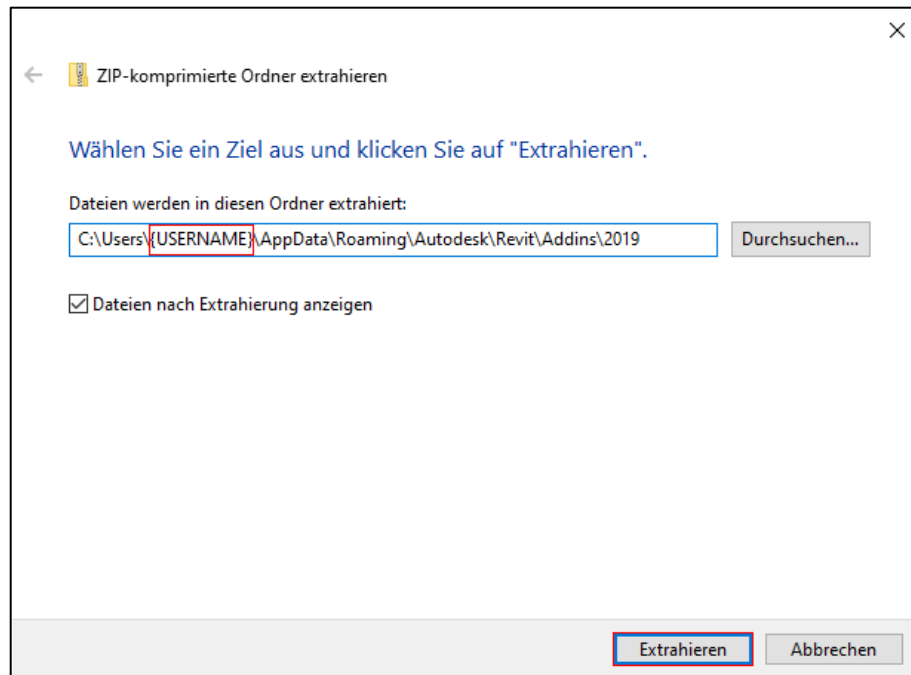 ZIP-komprimierte Ordner extrahieren
Wählen Sie ein Ziel aus und klicken Sie auf "Extrahieren".
Dateien werden in diesen Ordner extrahiert:
C:\Users\{USERNAME}\AppData\Roaming\Autodesk\Revit\Addins\2019
Durchsuchen...
Dateien nach Extrahierung anzeigen
Extrahieren
Abbrechen